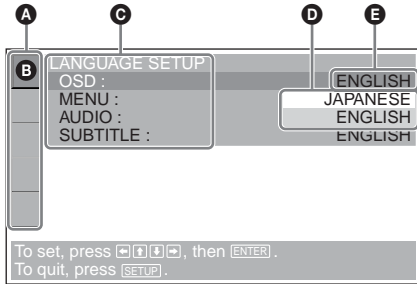 A C D E
B LANGUAGE SETUP
OSD : ENGLISH
MENU : JAPANESE
AUDIO : ENGLISH
SUBTITLE : ENGLISH
To set, press ←↑↓→, then ENTER .
To quit, press SETUP .